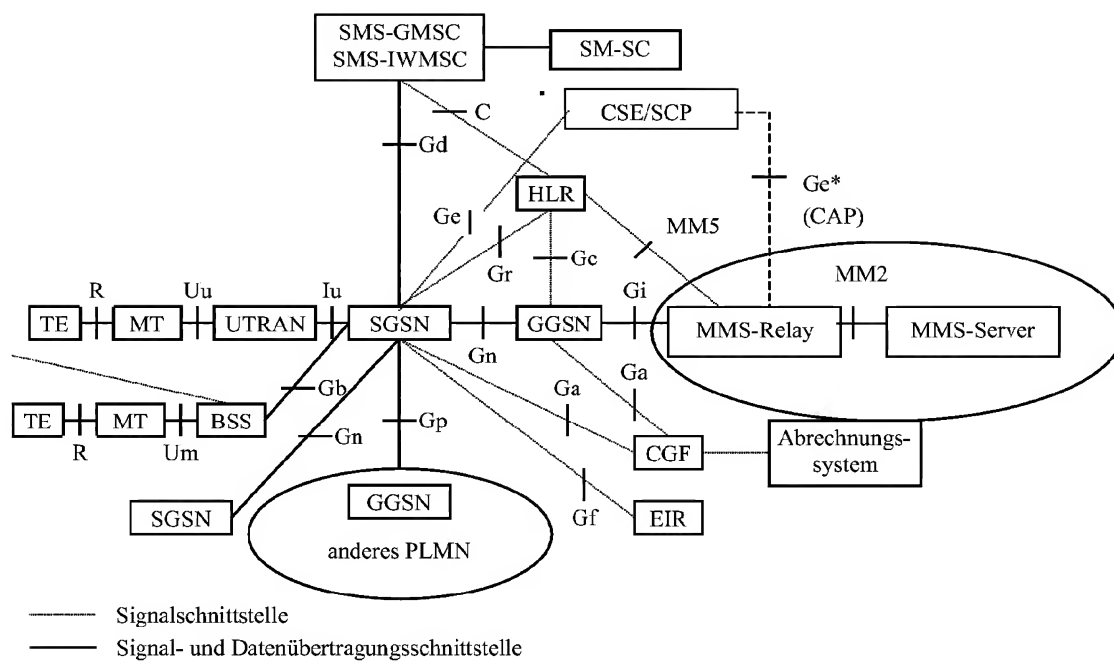 SMS-GMSC
SMS-IWMSC
SM-SC
CSE/SCP
C
Gd
Ge*
(CAP)
HLR
Ge
MM5
Gr
Gc
MM2
R
Uu
Iu
Gi
TE
MT
UTRAN
SGSN
GGSN
MMS-Relay
MMS-Server
Gn
Ga
Ga
Gb
TE
MT
BSS
Gn
Gp
R
Um
CGF
Abrechnungs-
system
SGSN
GGSN
Gf
EIR
anderes PLMN
Signalschnittstelle
Signal- und Datenübertragungsschnittstelle